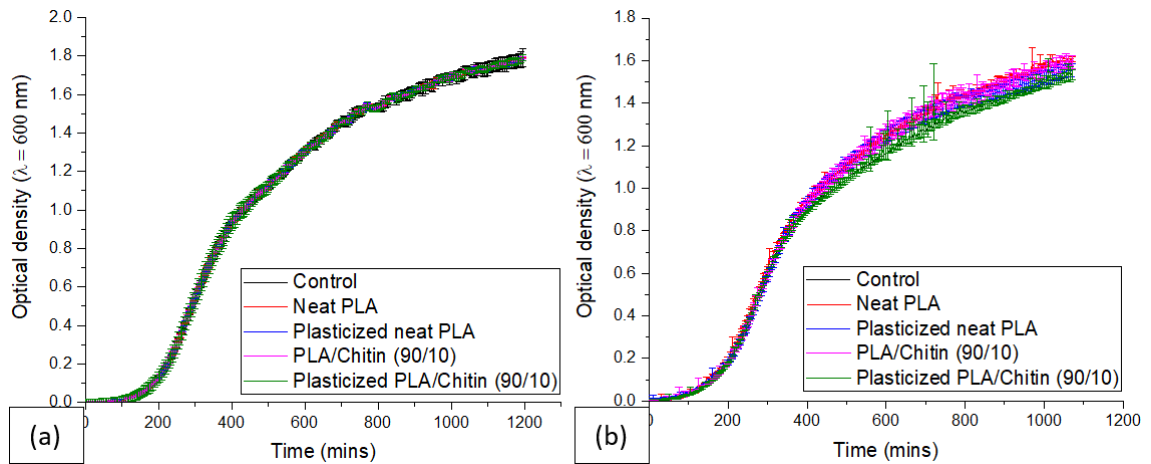 2.0
1.8
1.6
1.4
1.2
1.0
0.8
0.6
0.4
0.2
0.0
Optical density (λ = 600 nm)
Control
Neat PLA
Plasticized neat PLA
PLA/Chitin (90/10)
Plasticized PLA/Chitin (90/10)
0 200 400 600 800 1000 1200
Time (mins)
(a)
1.8
1.6
1.4
1.2
1.0
0.8
0.6
0.4
0.2
0.0
Optical density (λ = 600 nm)
Control
Neat PLA
Plasticized neat PLA
PLA/Chitin (90/10)
Plasticized PLA/Chitin (90/10)
0 200 400 600 800 1000 1200
Time (mins)
(b)